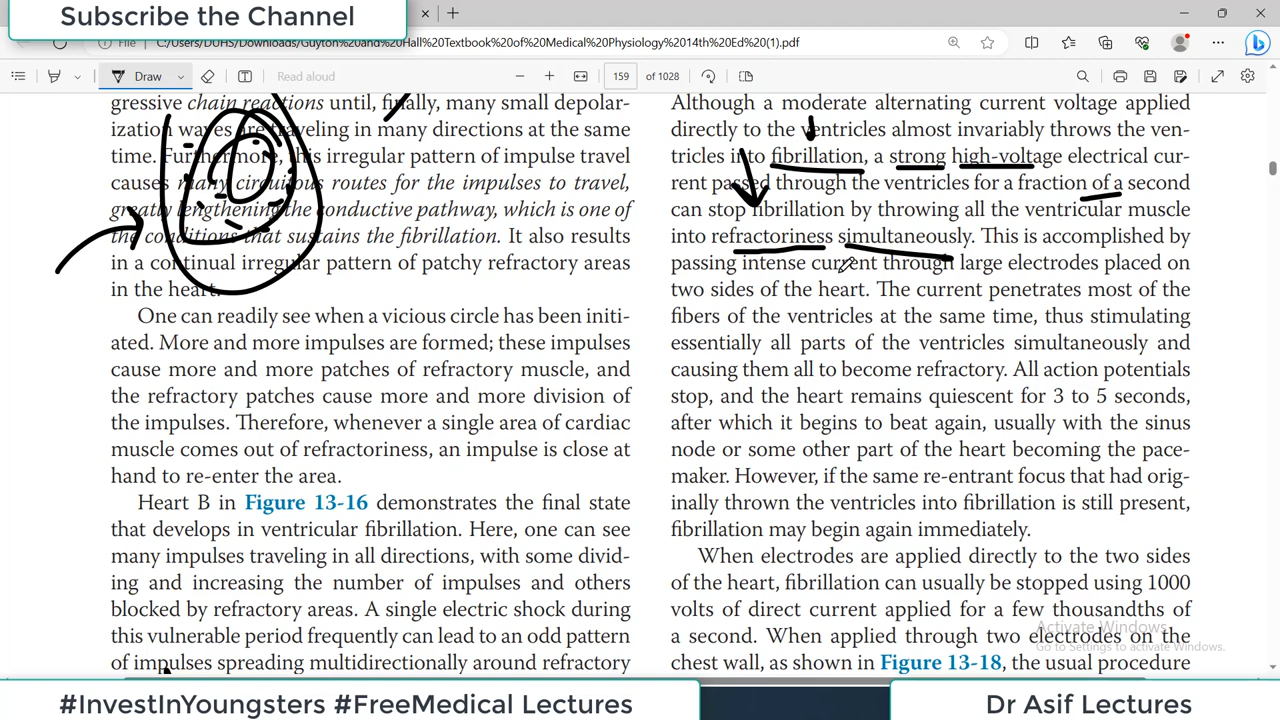 Subscribe the Channel
File
C:/Users/DUHS/Downloads/Guyton%20and%20Hall%20Textbook%20of%20Medical%20Physiology%2014th%20Ed%20(1).pdf
Draw
Read aloud
159 of 1028
gressive chain reactions until, finally, many small depolar-
ization waves are traveling in many directions at the same
time. Furthermore, this irregular pattern of impulse travel
causes many circuitous routes for the impulses to travel,
greatly lengthening the conductive pathway, which is one of
the conditions that sustains the fibrillation. It also results
in a continual irregular pattern of patchy refractory areas
in the heart.
One can readily see when a vicious circle has been initi-
ated. More and more impulses are formed; these impulses
cause more and more patches of refractory muscle, and
the refractory patches cause more and more division of
the impulses. Therefore, whenever a single area of cardiac
muscle comes out of refractoriness, an impulse is close at
hand to re-enter the area.
Heart B in Figure 13-16 demonstrates the final state
that develops in ventricular fibrillation. Here, one can see
many impulses traveling in all directions, with some divid-
ing and increasing the number of impulses and others
blocked by refractory areas. A single electric shock during
this vulnerable period frequently can lead to an odd pattern
of impulses spreading multidirectionally around refractory
Although a moderate alternating current voltage applied
directly to the ventricles almost invariably throws the ven-
tricles into fibrillation, a strong high-voltage electrical cur-
rent passed through the ventricles for a fraction of a second
can stop fibrillation by throwing all the ventricular muscle
into refractoriness simultaneously. This is accomplished by
passing intense current through large electrodes placed on
two sides of the heart. The current penetrates most of the
fibers of the ventricles at the same time, thus stimulating
essentially all parts of the ventricles simultaneously and
causing them all to become refractory. All action potentials
stop, and the heart remains quiescent for 3 to 5 seconds,
after which it begins to beat again, usually with the sinus
node or some other part of the heart becoming the pace-
maker. However, if the same re-entrant focus that had orig-
inally thrown the ventricles into fibrillation is still present,
fibrillation may begin again immediately.
When electrodes are applied directly to the two sides
of the heart, fibrillation can usually be stopped using 1000
volts of direct current applied for a few thousandths of
a second. When applied through two electrodes on the
chest wall, as shown in Figure 13-18, the usual procedure
Activate Windows
Go to Settings to activate Windows.
#InvestInYoungsters #FreeMedical Lectures
Dr Asif Lectures